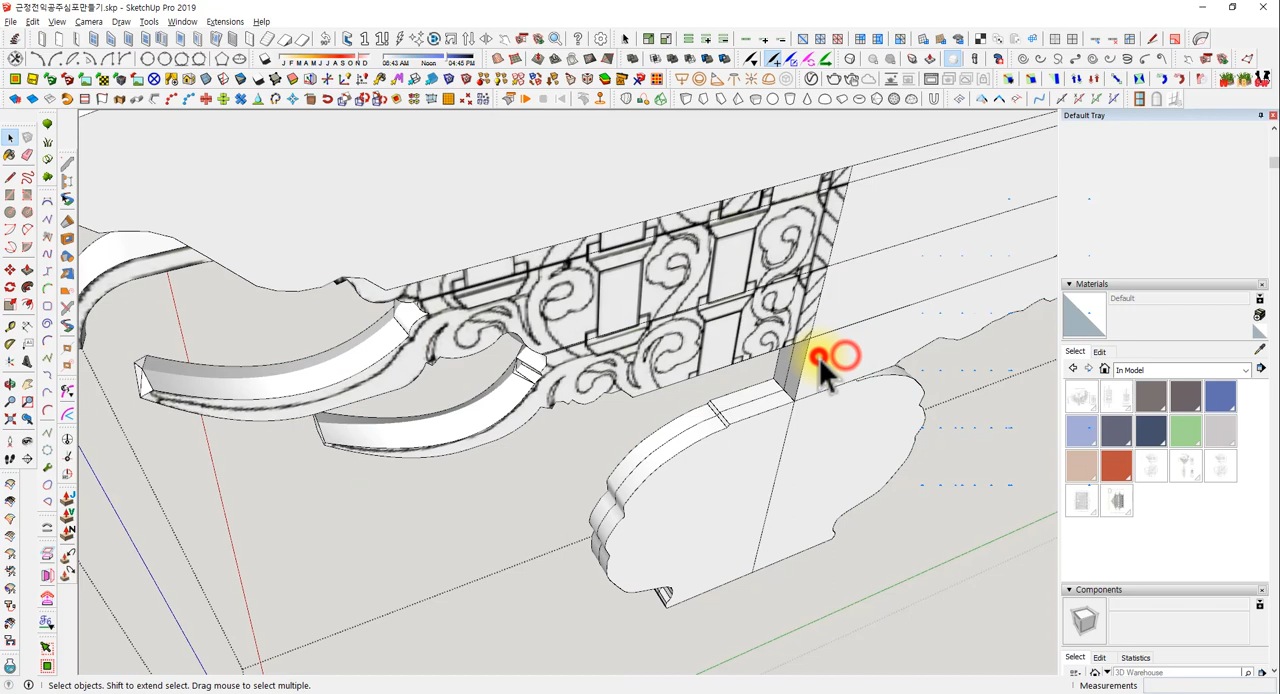 근정전익공주심포만들기.skp - SketchUp Pro 2019
File Edit View Camera Draw Tools Window Extensions Help
J F M A M J J A S O N D
06:43 AM Noon 04:45 PM
Default Tray
Materials
Default
Select Edit
In Model
Components
Select Edit Statistics
3D Warehouse
Select objects. Shift to extend select. Drag mouse to select multiple.
Measurements